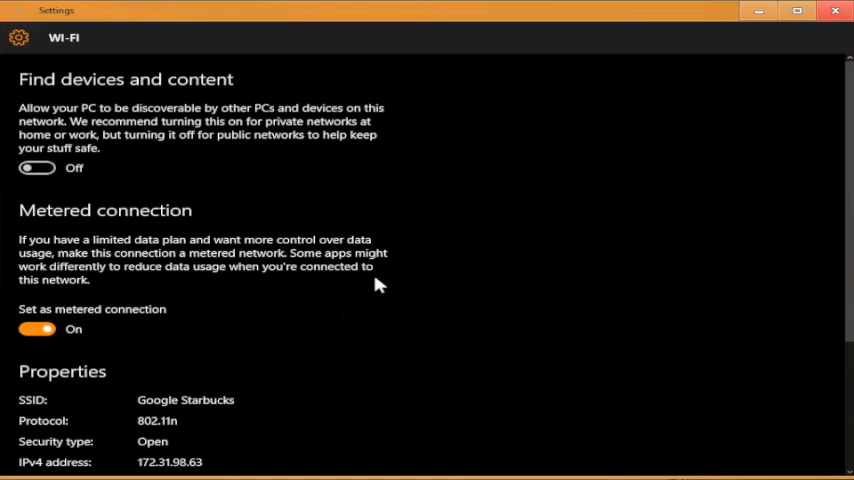 Settings
WI-FI
Find devices and content
Allow your PC to be discoverable by other PCs and devices on this
network. We recommend turning this on for private networks at
home or work, but turning it off for public networks to help keep
your stuff safe.
Off
Metered connection
If you have a limited data plan and want more control over data
usage, make this connection a metered network. Some apps might
work differently to reduce data usage when you're connected to
this network.
Set as metered connection
On
Properties
SSID: Google Starbucks
Protocol: 802.11n
Security type: Open
IPv4 address: 172.31.98.63